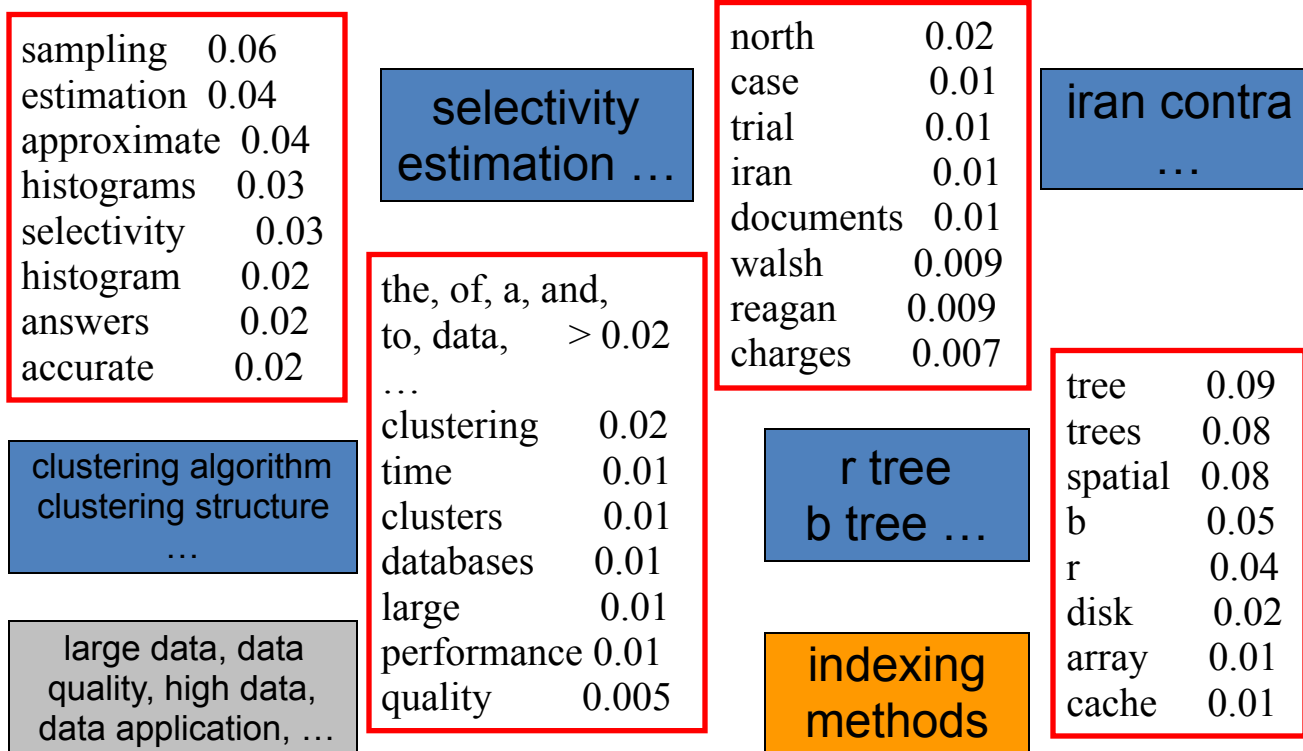 sampling 0.06
estimation 0.04
approximate 0.04
histograms 0.03
selectivity 0.03
histogram 0.02
answers 0.02
accurate 0.02
selectivity
estimation …
north 0.02
case 0.01
trial 0.01
iran 0.01
documents 0.01
walsh 0.009
reagan 0.009
charges 0.007
iran contra
…
clustering algorithm
clustering structure
…
the, of, a, and,
to, data, > 0.02
…
clustering 0.02
time 0.01
clusters 0.01
databases 0.01
large 0.01
performance 0.01
quality 0.005
r tree
b tree …
tree 0.09
trees 0.08
spatial 0.08
b 0.05
r 0.04
disk 0.02
array 0.01
cache 0.01
large data, data
quality, high data,
data application, …
indexing
methods